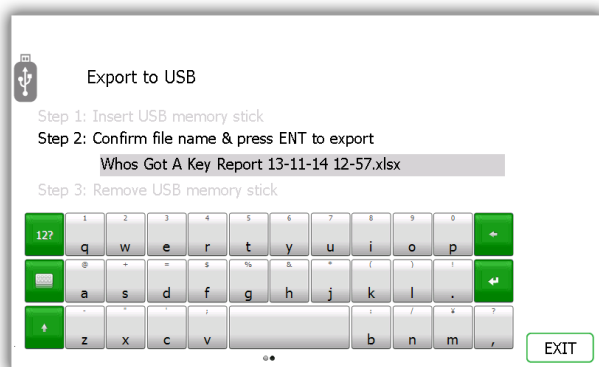 Export to USB
Step 1: Insert USB memory stick
Step 2: Confirm file name & press ENT to export
Whos Got A Key Report 13-11-14 12-57.xlsx
Step 3: Remove USB memory stick
1 2 3 4 5 6 7 8 9 0
12? q w e r t y u i o p
@ + = $ % & * ( ) !
a s d f g h j k l .
- " ' ; : / ¥ ?
z x c v b n m ,
EXIT